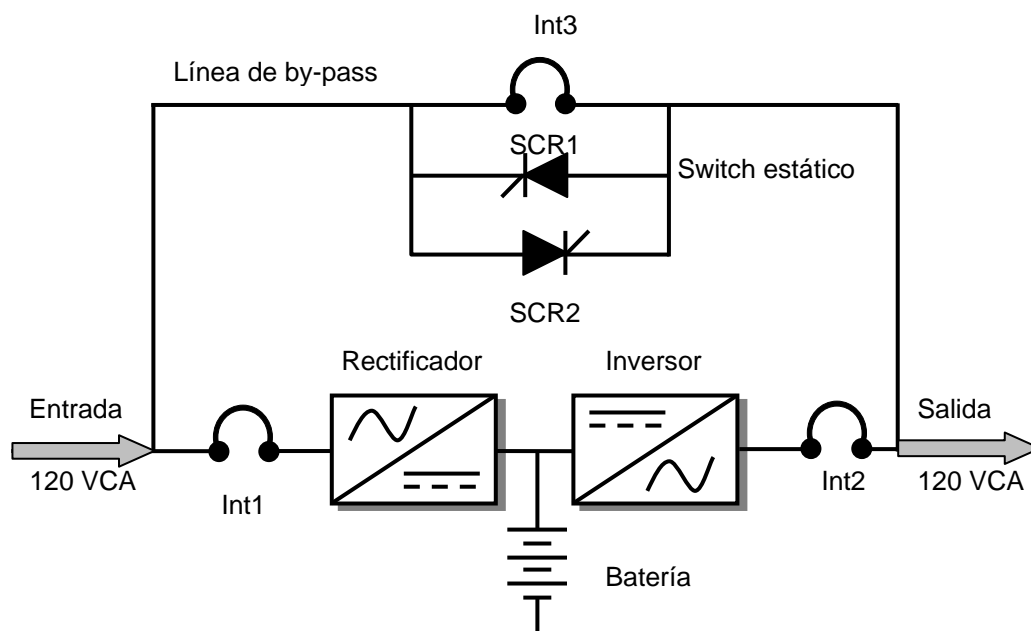 Int3
Línea de by-pass
SCR1
Switch estático
SCR2
Rectificador
Inversor
Entrada
Salida
120 VCA
Int1
Int2
120 VCA
Batería